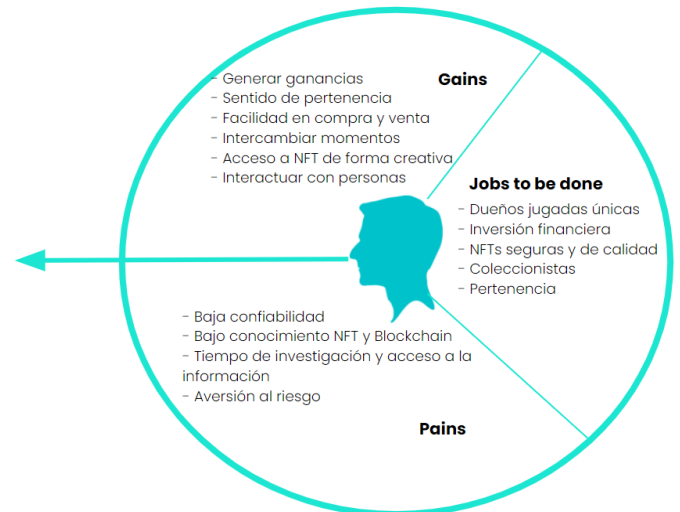 Gains
- Generar ganancias
- Sentido de pertenencia
- Facilidad en compra y venta
- Intercambiar momentos
- Acceso a NFT de forma creativa
- Interactuar con personas
Jobs to be done
- Dueños jugadas únicas
- Inversión financiera
- NFTs seguras y de calidad
- Coleccionistas
- Pertenencia
- Baja confiabilidad
- Bajo conocimiento NFT y Blockchain
- Tiempo de investigación y acceso a la
información
- Aversión al riesgo
Pains